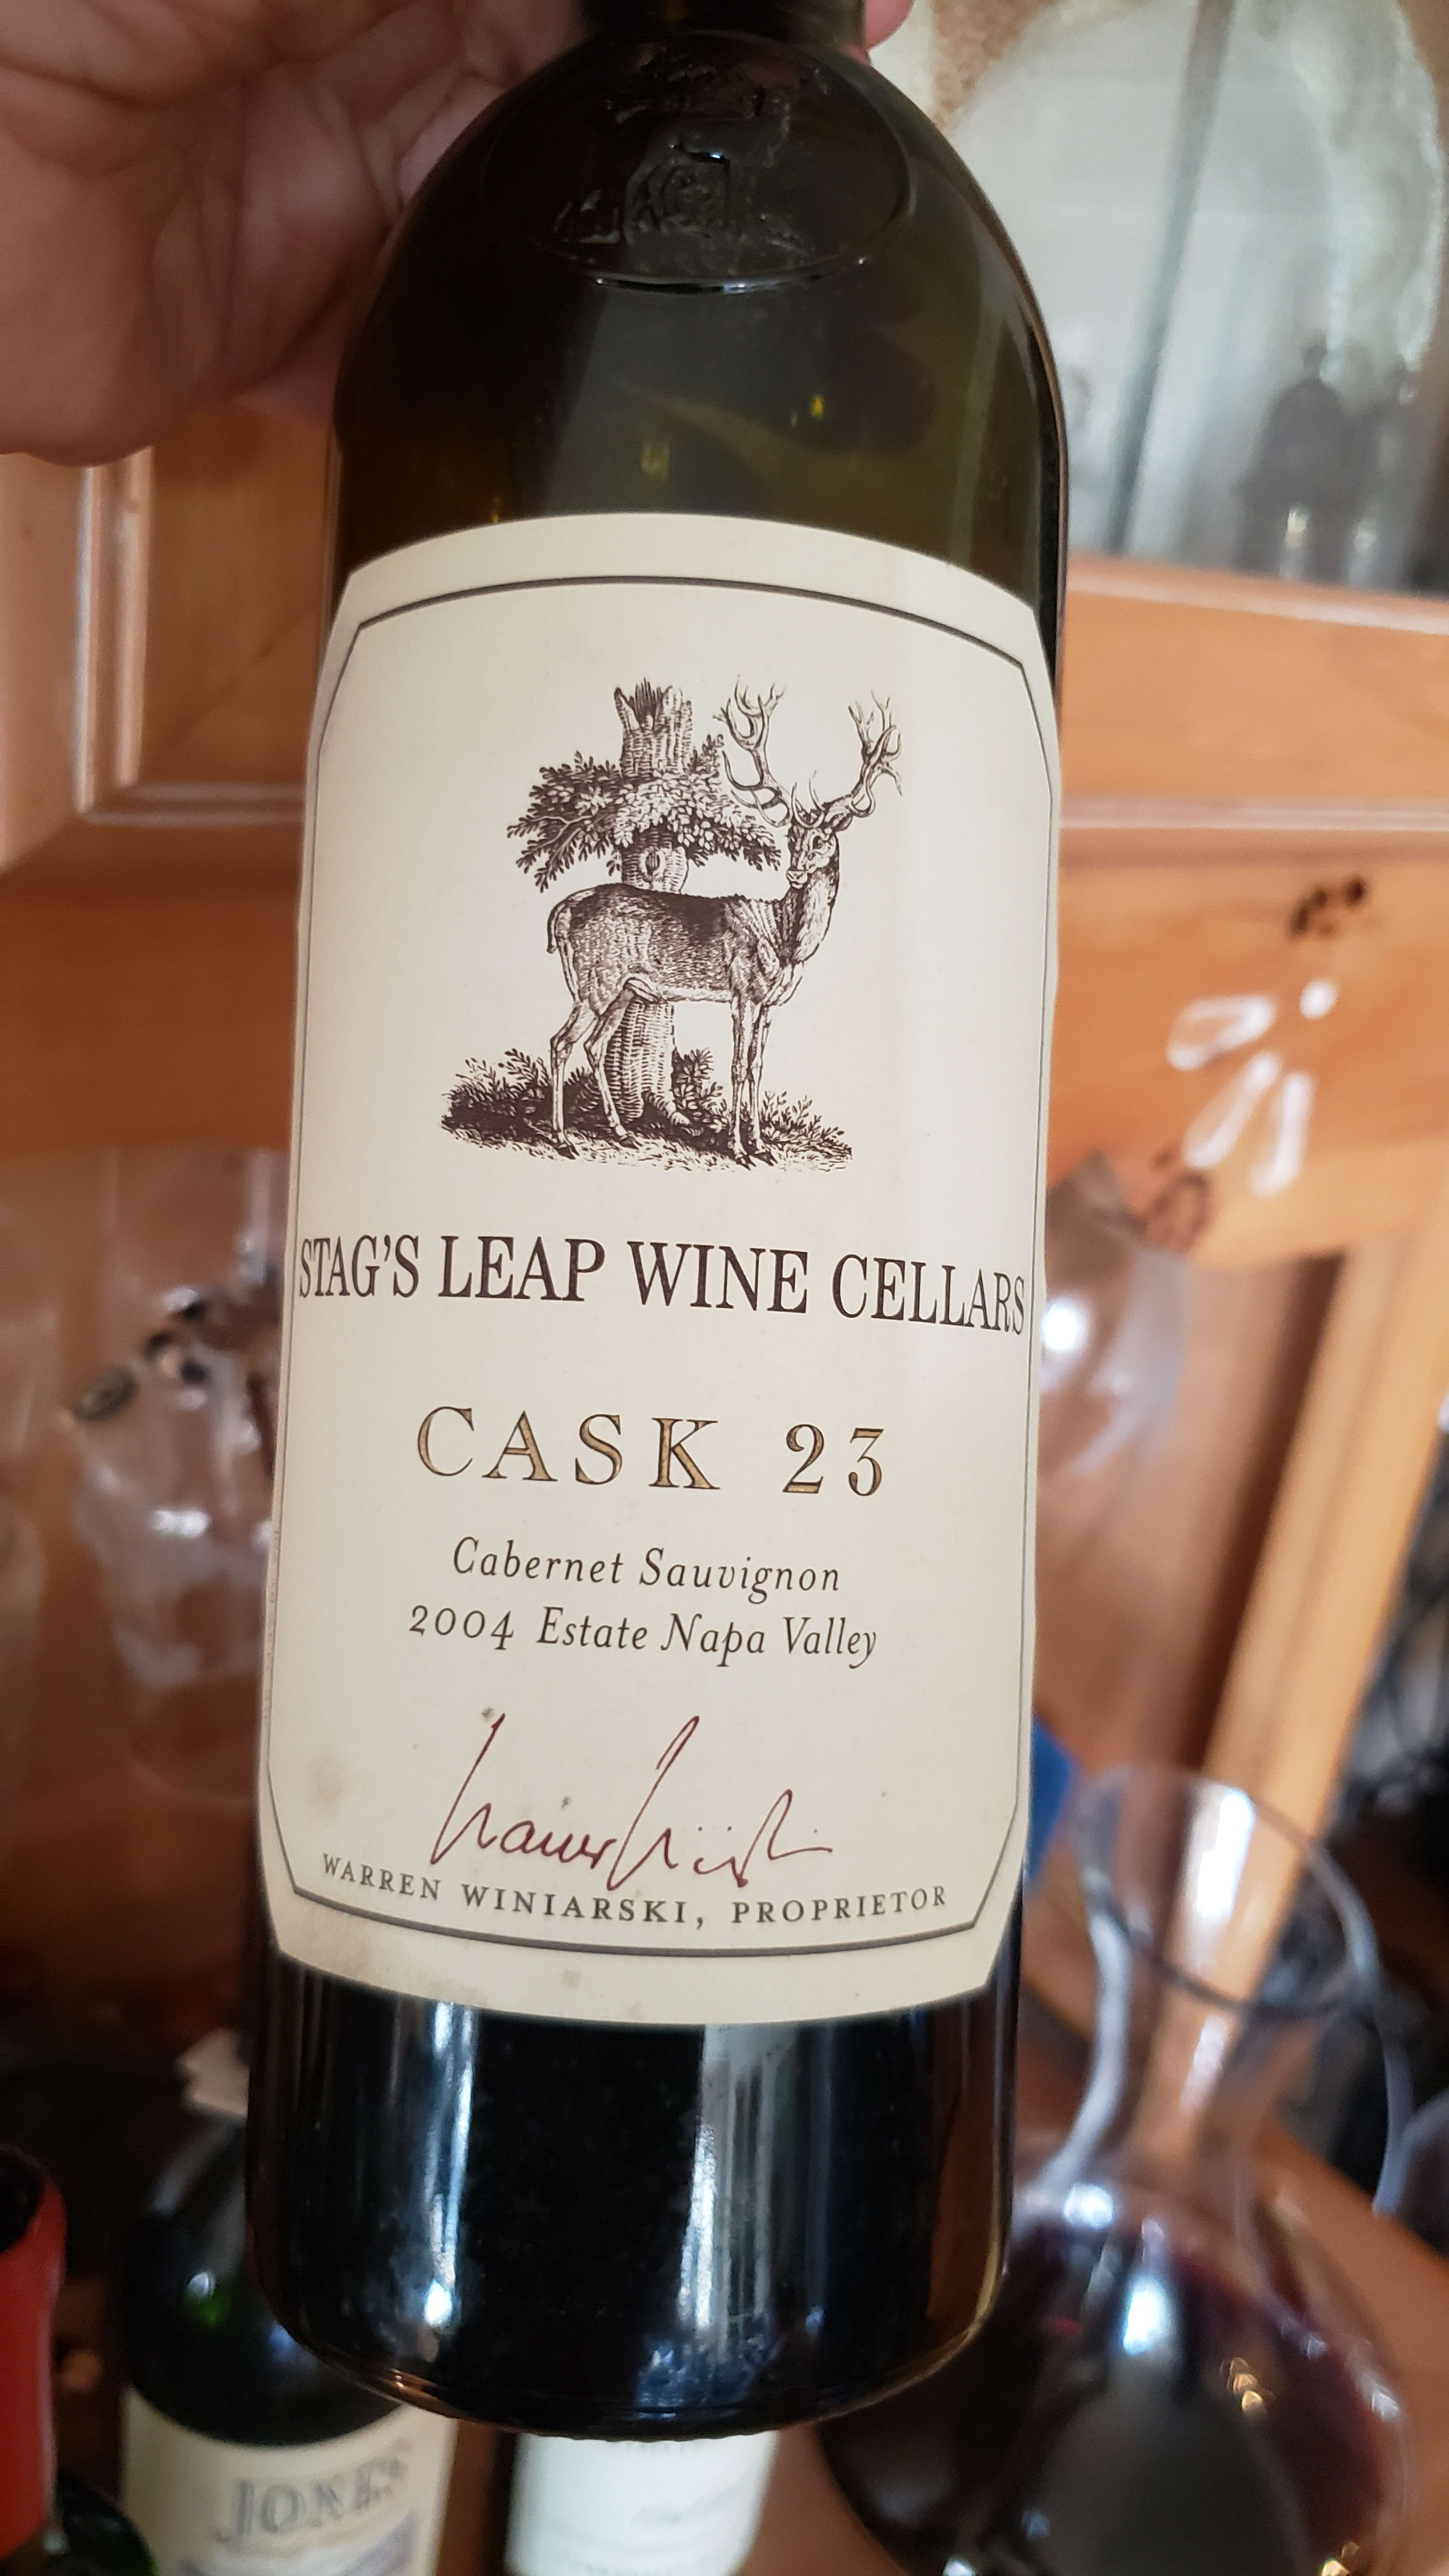 STAG'S LEAP WINE CELLARS
CASK 23
Cabernet Sauvignon
2004 Estate Napa Valley
WARREN WINIARSKI, PROPRIETOR